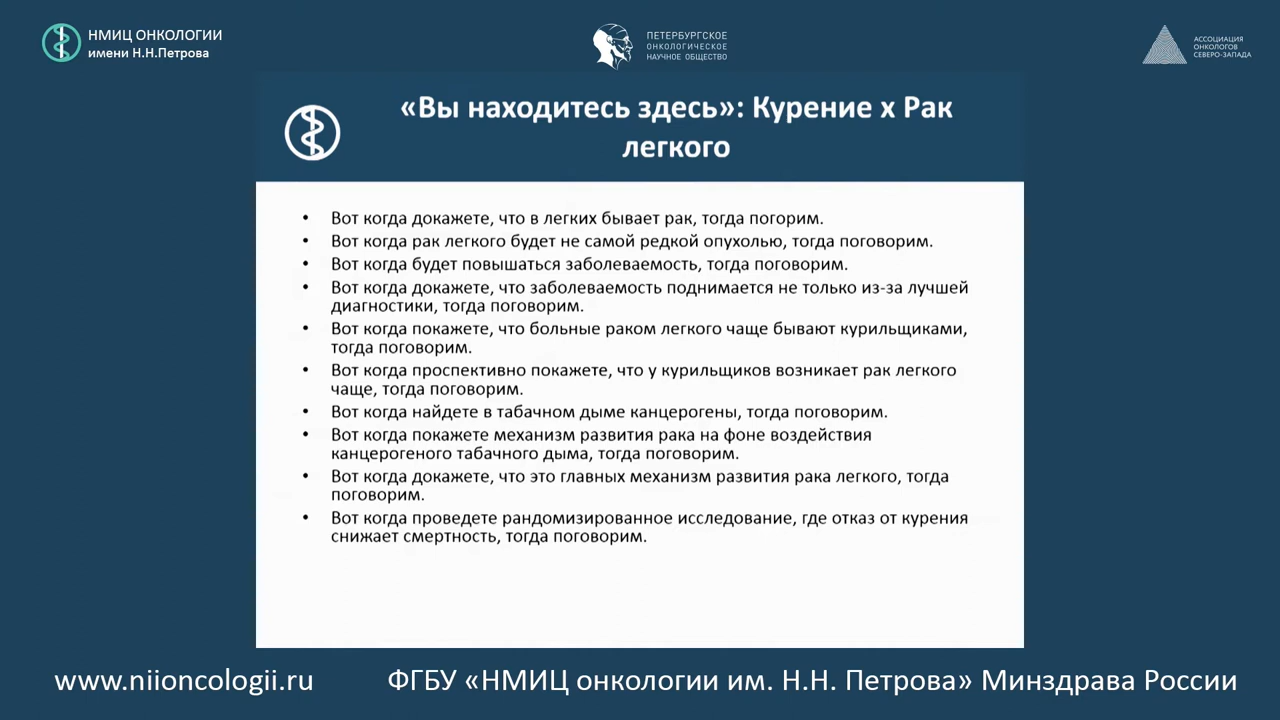 НМИЦ ОНКОЛОГИИ
имени Н.Н.Петрова
ПЕТЕРБУРГСКОЕ
ОНКОЛОГИЧЕСКОЕ
НАУЧНОЕ ОБЩЕСТВО
АССОЦИАЦИЯ
ОНКОЛОГОВ
СЕВЕРО-ЗАПАДА
«Вы находитесь здесь»: Курение х Рак
легкого
• Вот когда докажете, что в легких бывает рак, тогда погорим.
• Вот когда рак легкого будет не самой редкой опухолью, тогда поговорим.
• Вот когда будет повышаться заболеваемость, тогда поговорим.
• Вот когда докажете, что заболеваемость поднимается не только из-за лучшей
диагностики, тогда поговорим.
• Вот когда покажете, что больные раком легкого чаще бывают курильщиками,
тогда поговорим.
• Вот когда проспективно покажете, что у курильщиков возникает рак легкого
чаще, тогда поговорим.
• Вот когда найдете в табачном дыме канцерогены, тогда поговорим.
• Вот когда покажете механизм развития рака на фоне воздействия
канцерогеного табачного дыма, тогда поговорим.
• Вот когда докажете, что это главных механизм развития рака легкого, тогда
поговорим.
• Вот когда проведете рандомизированное исследование, где отказ от курения
снижает смертность, тогда поговорим.
www.niioncologii.ru
ФГБУ «НМИЦ онкологии им. Н.Н. Петрова» Минздрава России